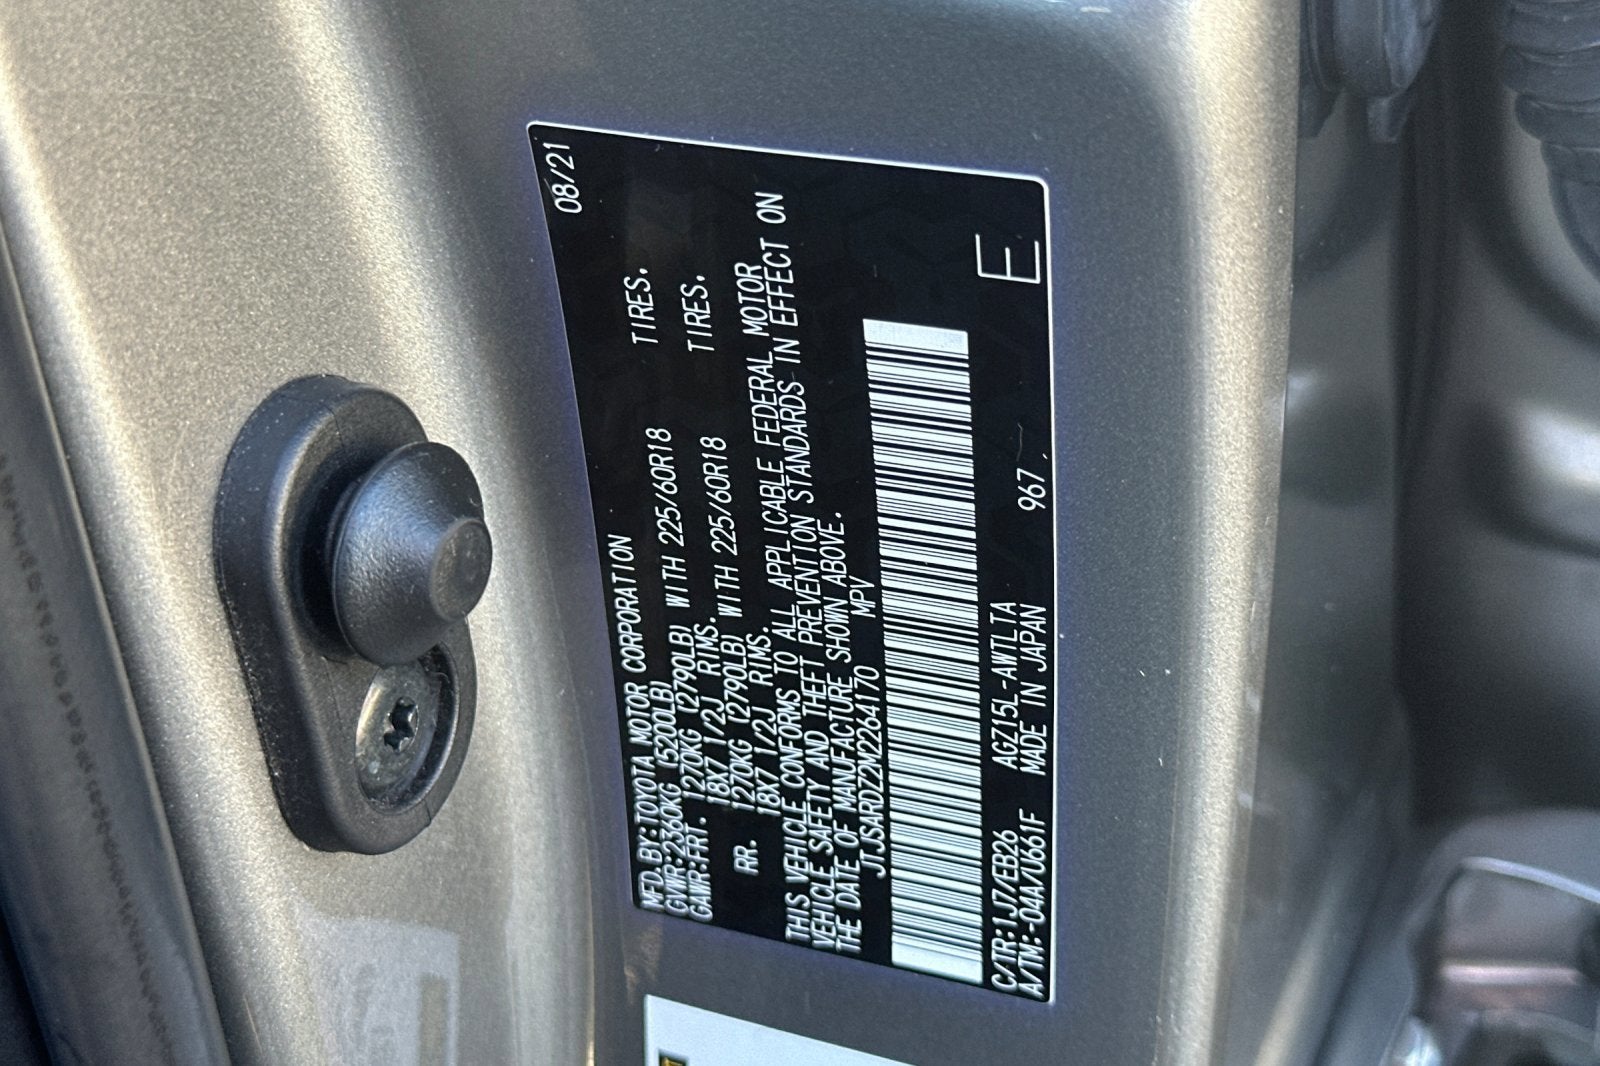 08/21
MFD.BY:TOYOTA MOTOR CORPORATION
GVWR:2360KG (5200LB)
GAWR:FRT. 1270KG (2790LB) WITH 225/60R18 TIRES.
18X7 1/2J RIMS.
RR. 1270KG (2790LB) WITH 225/60R18 TIRES.
18X7 1/2J RIMS.
THIS VEHICLE CONFORMS TO ALL APPLICABLE FEDERAL MOTOR
VEHICLE SAFETY AND THEFT PREVENTION STANDARDS IN EFFECT ON
THE DATE OF MANUFACTURE SHOWN ABOVE.
JTJSARDZ2M2264170 MPV
C/TR:1J7/EB26 AGZ15L-AWTLTA
A/TM:-04A/U661F MADE IN JAPAN 967
E